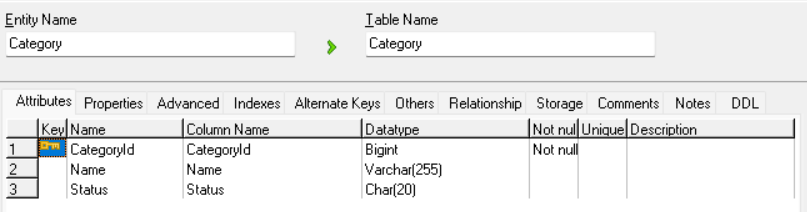 Entity Name Table Name
Category Category
Attributes Properties Advanced Indexes Alternate Keys Others Relationship Storage Comments Notes DDL
Key Name Column Name Datatype Not nul Unique Description
1 CategoryId CategoryId Bigint Not null
2 Name Name Varchar(255)
3 Status Status Char(20)